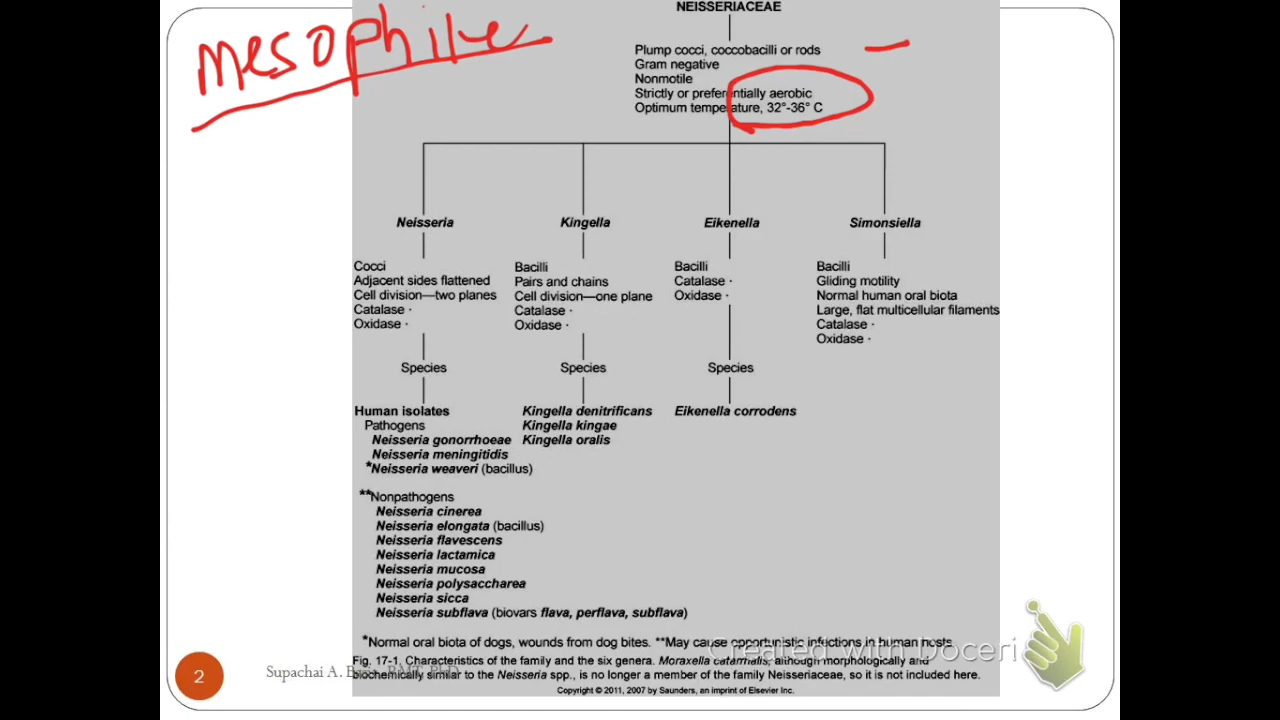 mesophile
NEISSERIACEAE
Plump cocci, coccobacilli or rods
Gram negative
Nonmotile
Strictly or preferentially aerobic
Optimum temperature, 32°-36° C
Neisseria
Cocci
Adjacent sides flattened
Cell division—two planes
Catalase ·
Oxidase ·
Species
Human isolates
Pathogens
Neisseria gonorrhoeae
Neisseria meningitidis
*Neisseria weaveri (bacillus)
**Nonpathogens
Neisseria cinerea
Neisseria elongata (bacillus)
Neisseria flavescens
Neisseria lactamica
Neisseria mucosa
Neisseria polysaccharea
Neisseria sicca
Neisseria subflava (biovars flava, perflava, subflava)
Kingella
Bacilli
Pairs and chains
Cell division—one plane
Catalase ·
Oxidase ·
Species
Kingella denitrificans
Kingella kingae
Kingella oralis
Eikenella
Bacilli
Catalase ·
Oxidase ·
Species
Eikenella corrodens
Simonsiella
Bacilli
Gliding motility
Normal human oral biota
Large, flat multicellular filaments
Catalase ·
Oxidase ·
*Normal oral biota of dogs, wounds from dog bites. **May cause opportunistic infections in human hosts.
Fig. 17-1. Characteristics of the family and the six genera. Moraxella catarrhalis, although morphologically and
biochemically similar to the Neisseria spp., is no longer a member of the family Neisseriaceae, so it is not included here.
Copyright © 2011, 2007 by Saunders, an imprint of Elsevier Inc.
2
Supachai A.
Created with Doceri